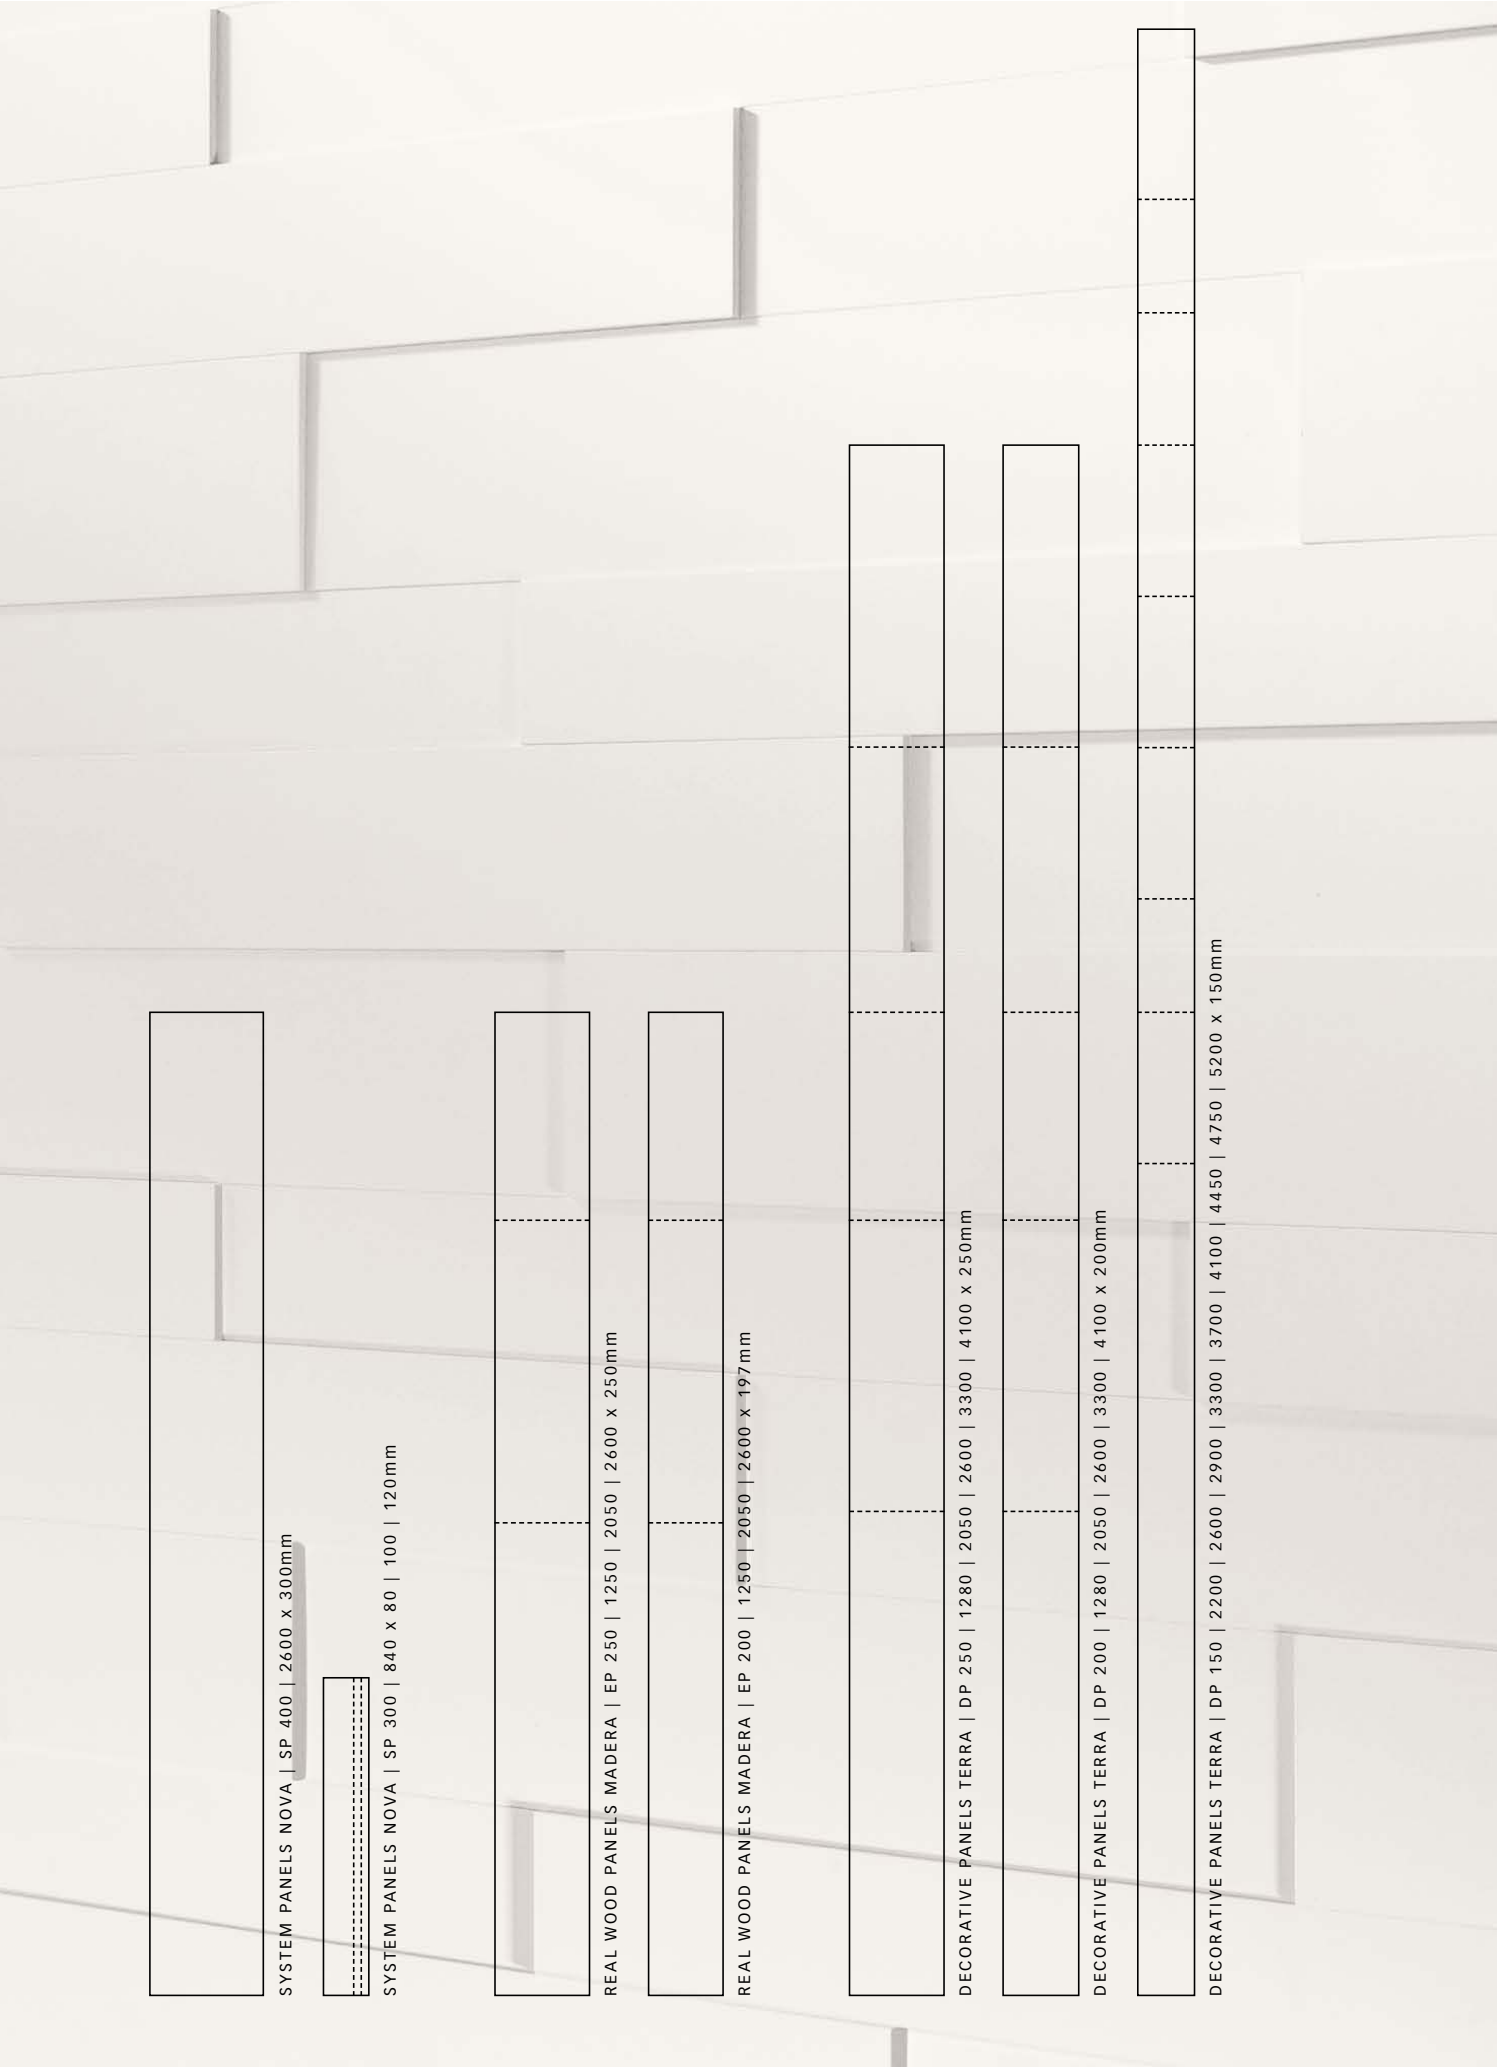 SYSTEM PANELS NOVA | SP 400 | 2600 x 300mm
SYSTEM PANELS NOVA | SP 300 | 840 x 80 | 100 | 120mm
REAL WOOD PANELS MADERA | EP 250 | 1250 | 2050 | 2600 x 250mm
REAL WOOD PANELS MADERA | EP 200 | 1250 | 2050 | 2600 x 197mm
DECORATIVE PANELS TERRA | DP 250 | 1280 | 2050 | 2600 | 3300 | 4100 x 250mm
DECORATIVE PANELS TERRA | DP 200 | 1280 | 2050 | 2600 | 3300 | 4100 x 200mm
DECORATIVE PANELS TERRA | DP 150 | 2200 | 2600 | 2900 | 3300 | 3700 | 4100 | 4450 | 4750 | 5200 x 150mm